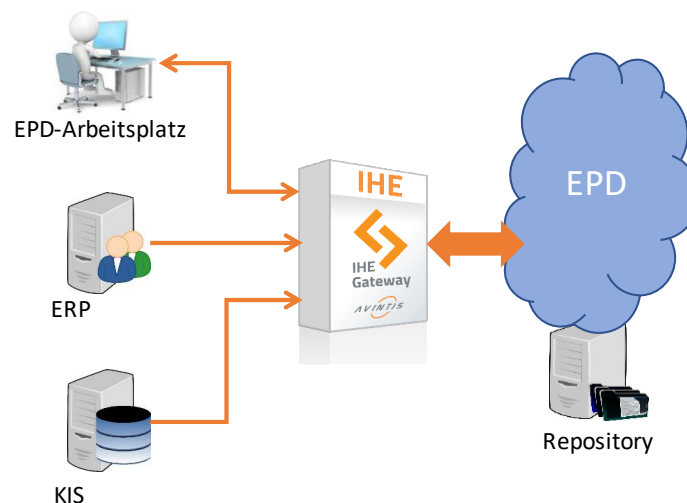 EPD-Arbeitsplatz
IHE
EPD
IHE
Gateway
AVINTIS
ERP
Repository
KIS